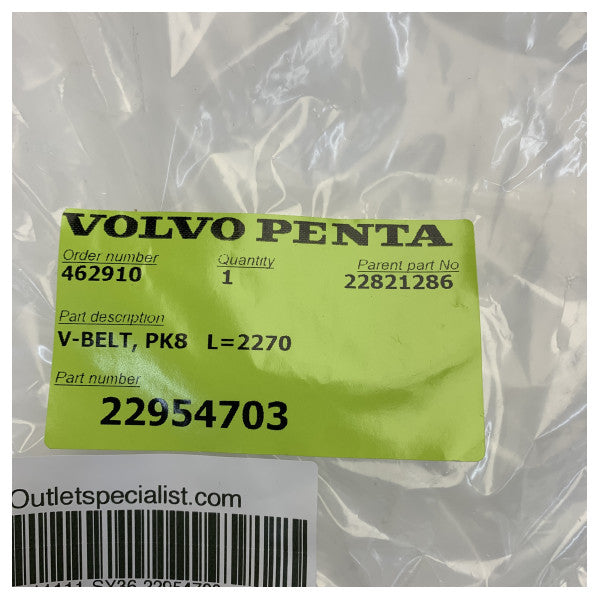 VOLVO PENTA
Order number Quantity Parent part No
462910 1 22821286
Part description
V-BELT, PK8 L=2270
Part number
22954703
Outletspecialist.com